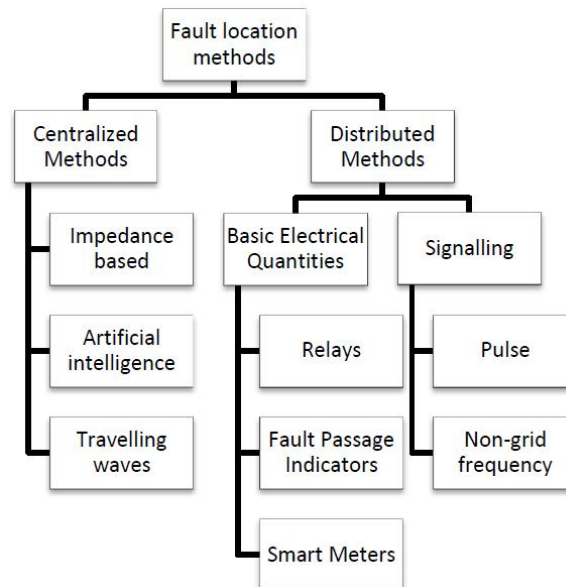 Fault location
methods
Centralized
Methods
Distributed
Methods
Impedance
based
Artificial
intelligence
Travelling
waves
Basic Electrical
Quantities
Signalling
Relays
Fault Passage
Indicators
Smart Meters
Pulse
Non-grid
frequency